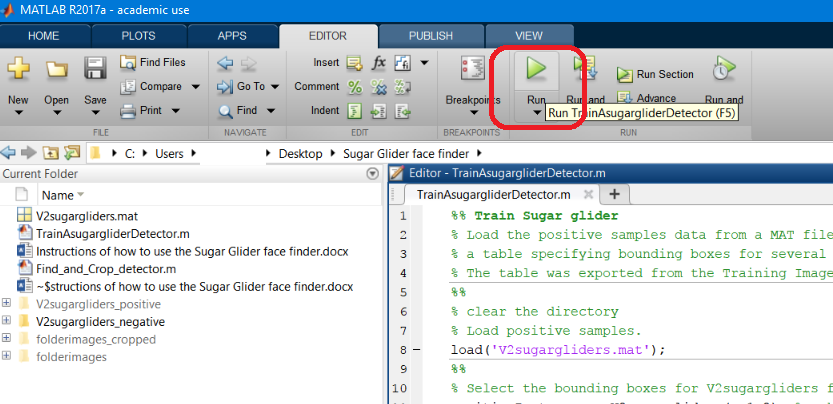 MATLAB R2017a - academic use
HOME PLOTS APPS EDITOR PUBLISH VIEW
New Open Save Find Files Compare Print
FILE
Go To Find
NAVIGATE
Insert fx
Comment
Indent
EDIT
Breakpoints
BREAKPOINTS
Run Run and Run Section Advance Run and
Run TrainAsugargliderDetector (F5)
RUN
C: Users Desktop Sugar Glider face finder
Current Folder
Name
V2sugargliders.mat
TrainAsugargliderDetector.m
Instructions of how to use the Sugar Glider face finder.docx
Find_and_Crop_detector.m
~$structions of how to use the Sugar Glider face finder.docx
V2sugargliders_positive
V2sugargliders_negative
folderimages_cropped
folderimages
Editor - TrainAsugargliderDetector.m
TrainAsugargliderDetector.m
1 %% Train Sugar glider
2 % Load the positive samples data from a MAT file
3 % a table specifying bounding boxes for several
4 % The table was exported from the Training Image
5 %%
6 % clear the directory
7 % Load positive samples.
8 - load('V2sugargliders.mat');
9 %%
10 % Select the bounding boxes for V2sugargliders f